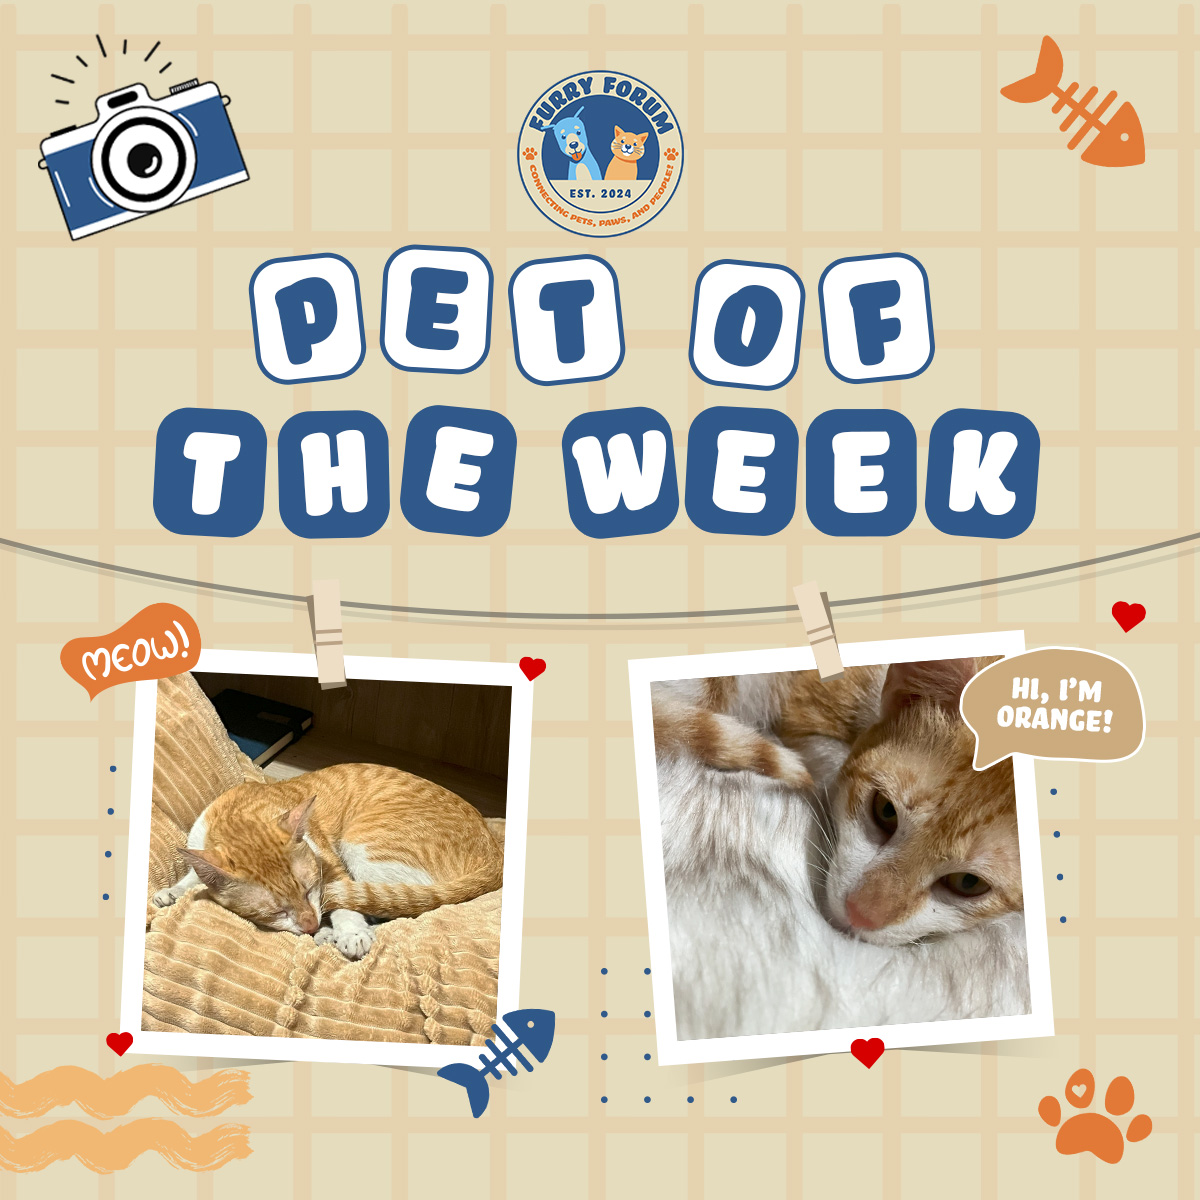 FURRY FORUM
EST. 2024
CONNECTING PETS, PAWS, AND PEOPLE!
PET OF
THE WEEK
MEOW!
HI, I'M
ORANGE!